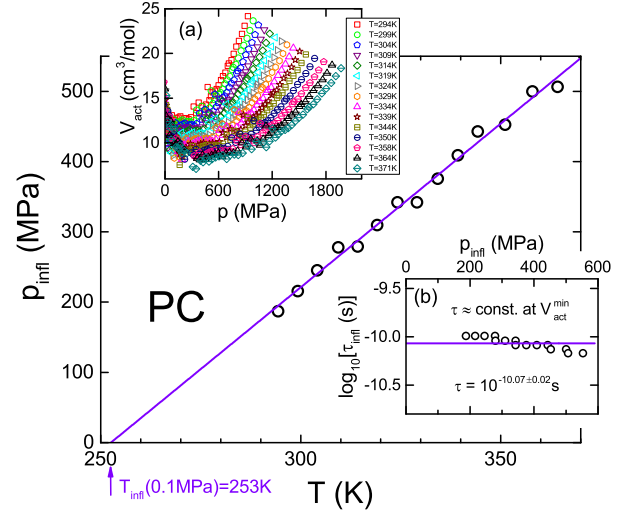 (a)
V_act (cm³/mol)
25
20
15
10
0
600
1200
1800
p (MPa)
T=294K
T=299K
T=304K
T=309K
T=314K
T=319K
T=324K
T=329K
T=334K
T=339K
T=344K
T=350K
T=358K
T=364K
T=371K
p_infl (MPa)
500
400
300
200
100
0
PC
p_infl (MPa)
0
200
400
600
(b)
log₁₀[τ_infl (s)]
-9.5
-10.0
-10.5
τ ≈ const. at V_act^min
τ = 10^-10.07±0.02 s
250
300
350
T_infl(0.1MPa)=253K
T (K)